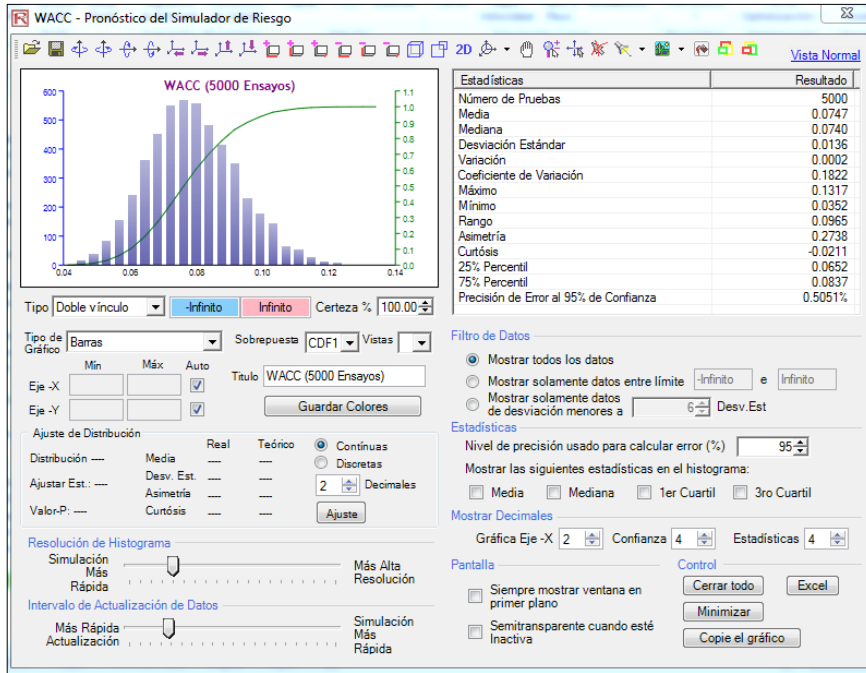 WACC - Pronóstico del Simulador de Riesgo
2D
Vista Normal
WACC (5000 Ensayos)
600
500
400
300
200
100
0
1.1
1.0
0.9
0.8
0.7
0.6
0.5
0.4
0.3
0.2
0.1
0.0
0.04 0.06 0.08 0.10 0.12 0.14
Tipo Doble vínculo -Infinito Infinito Certeza % 100.00
Tipo de Gráfico Barras Sobrepuesta CDF1 Vistas
Mín Máx Auto
Titulo WACC (5000 Ensayos)
Eje -X
Eje -Y
Guardar Colores
Ajuste de Distribución
Real Teórico
Distribución ---- Media ---- ----
Ajustar Est.: ---- Desv. Est. ---- ----
Asimetría ---- ----
Valor-P: ---- Curtósis ---- ----
Contínuas
Discretas
2 Decimales
Ajuste
Resolución de Histograma
Simulación Más Rápida
Más Alta Resolución
Intervalo de Actualización de Datos
Más Rápida Actualización
Simulación Más Rápida
Estadísticas Resultado
Número de Pruebas 5000
Media 0.0747
Mediana 0.0740
Desviación Estándar 0.0136
Variación 0.0002
Coeficiente de Variación 0.1822
Máximo 0.1317
Mínimo 0.0352
Rango 0.0965
Asimetría 0.2738
Curtósis -0.0211
25% Percentil 0.0652
75% Percentil 0.0837
Precisión de Error al 95% de Confianza 0.5051%
Filtro de Datos
Mostrar todos los datos
Mostrar solamente datos entre límite -Infinito e Infinito
Mostrar solamente datos
de desviación menores a 6 Desv.Est
Estadísticas
Nivel de precisión usado para calcular error (%) 95
Mostrar las siguientes estadísticas en el histograma:
Media Mediana 1er Cuartil 3ro Cuartil
Mostrar Decimales
Gráfica Eje -X 2 Confianza 4 Estadísticas 4
Pantalla
Siempre mostrar ventana en
primer plano
Semitransparente cuando esté
Inactiva
Control
Cerrar todo Excel
Minimizar
Copie el gráfico